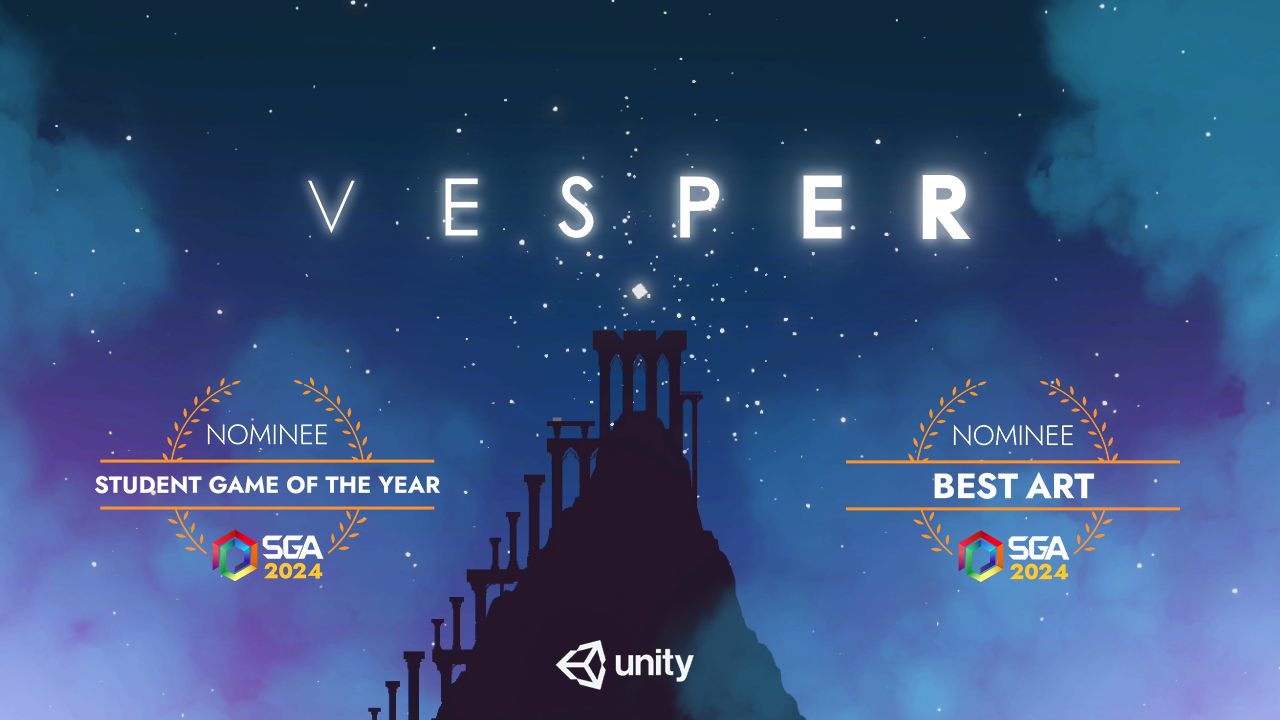 VESPER
NOMINEE
STUDENT GAME OF THE YEAR
SGA
2024
NOMINEE
BEST ART
SGA
2024
unity